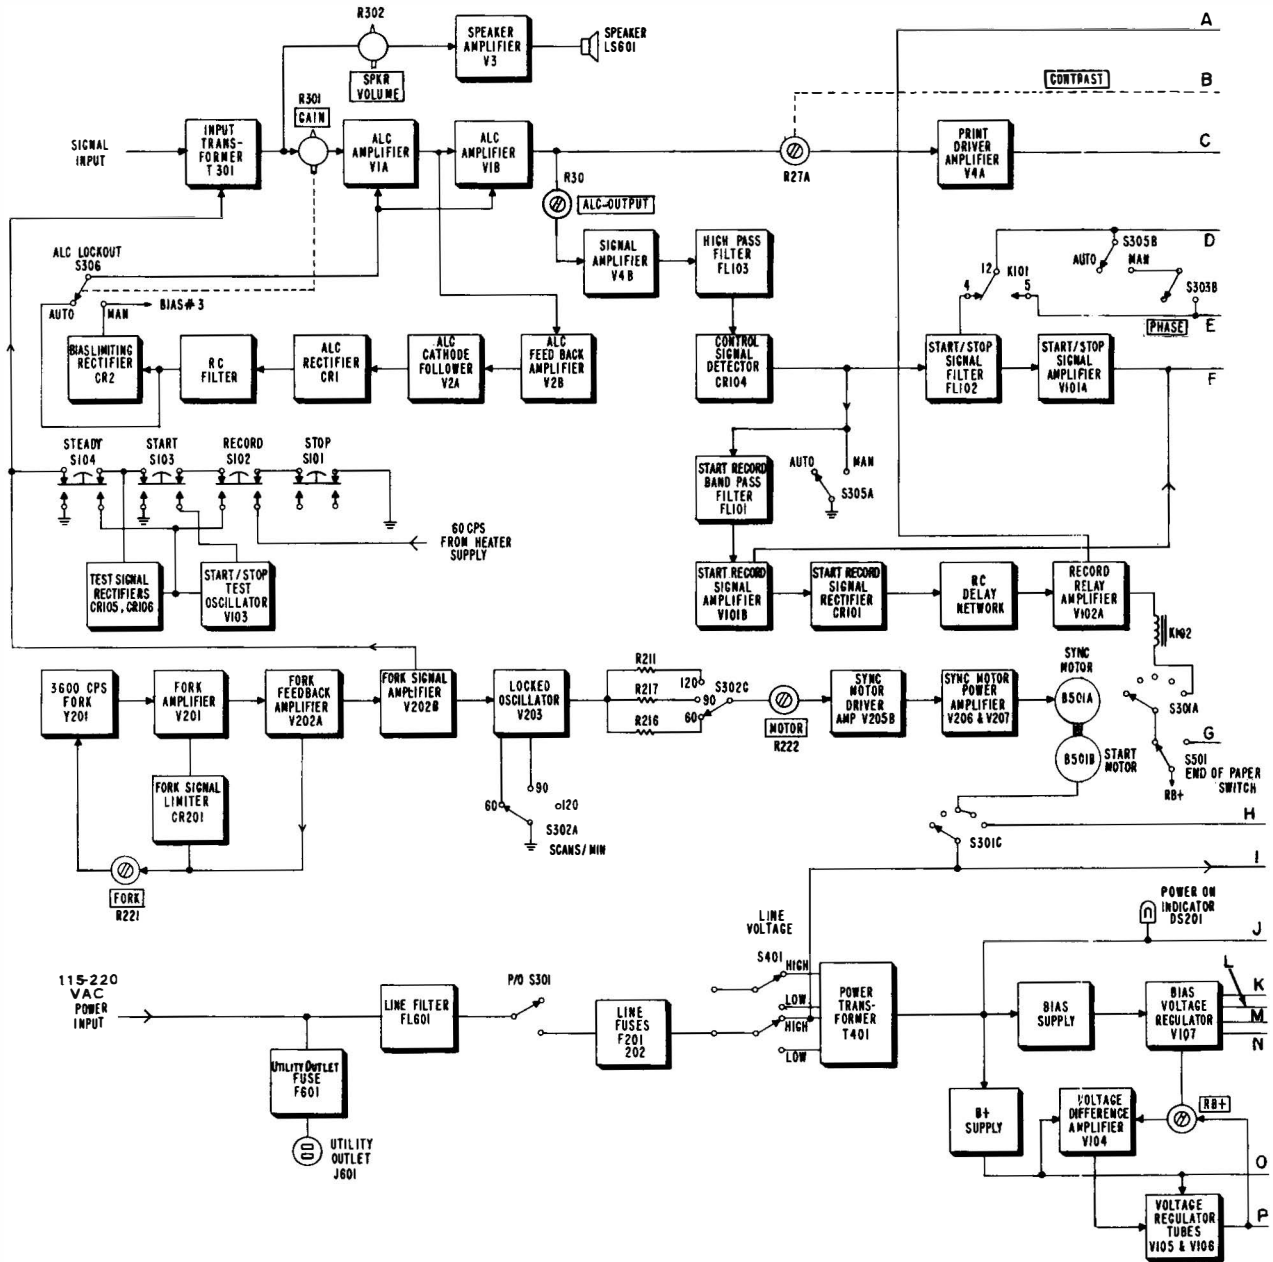 R302
SPKR
VOLUME
SPEAKER
AMPLIFIER
V3
SPEAKER
LS601
A
CONTRAST
B
SIGNAL
INPUT
INPUT
TRANS-
FORMER
T301
R301
GAIN
ALC
AMPLIFIER
V1A
ALC
AMPLIFIER
V1B
R27A
PRINT
DRIVER
AMPLIFIER
V4A
C
R30
ALC-OUTPUT
SIGNAL
AMPLIFIER
V4B
HIGH PASS
FILTER
FL103
ALC LOCKOUT
S306
AUTO
MAN
BIAS#3
12
K101
4
5
S305B
AUTO
MAN
S303B
PHASE
D
E
BIAS LIMITING
RECTIFIER
CR2
RC
FILTER
ALC
RECTIFIER
CR1
ALC
CATHODE
FOLLOWER
V2A
ALC
FEED BACK
AMPLIFIER
V2B
CONTROL
SIGNAL
DETECTOR
CR104
START/STOP
SIGNAL
FILTER
FL102
START/STOP
SIGNAL
AMPLIFIER
V101A
F
STEADY
S104
START
S103
RECORD
S102
STOP
S101
60 CPS
FROM HEATER
SUPPLY
START RECORD
BAND PASS
FILTER
FL101
AUTO
MAN
S305A
TEST SIGNAL
RECTIFIERS
CR105, CR106
START/STOP
TEST
OSCILLATOR
V103
START RECORD
SIGNAL
AMPLIFIER
V101B
START RECORD
SIGNAL
RECTIFIER
CR101
RC
DELAY
NETWORK
RECORD
RELAY
AMPLIFIER
V102A
K102
3600 CPS
FORK
Y201
FORK
AMPLIFIER
V201
FORK
FEEDBACK
AMPLIFIER
V202A
FORK SIGNAL
AMPLIFIER
V202B
LOCKED
OSCILLATOR
V203
R211
R217
R216
120
90
60
S302C
MOTOR
R222
SYNC
MOTOR
DRIVER
AMP V205B
SYNC MOTOR
POWER
AMPLIFIER
V206 & V207
SYNC
MOTOR
B501A
B501B
START
MOTOR
S301A
G
S501
END OF PAPER
SWITCH
RB+
FORK SIGNAL
LIMITER
CR201
FORK
R221
60
90
120
S302A
SCANS/MIN
S301C
H
I
LINE
VOLTAGE
POWER ON
INDICATOR
DS201
J
115-220
VAC
POWER
INPUT
LINE FILTER
FL601
P/O S301
LINE
FUSES
F201
202
S401
HIGH
LOW
HIGH
LOW
POWER
TRANS-
FORMER
T401
BIAS
SUPPLY
BIAS
VOLTAGE
REGULATOR
V107
K
L
M
N
UTILITY OUTLET
FUSE
F601
UTILITY
OUTLET
J601
B+
SUPPLY
VOLTAGE
DIFFERENCE
AMPLIFIER
V104
RB+
O
VOLTAGE
REGULATOR
TUBES
V105 & V106
P